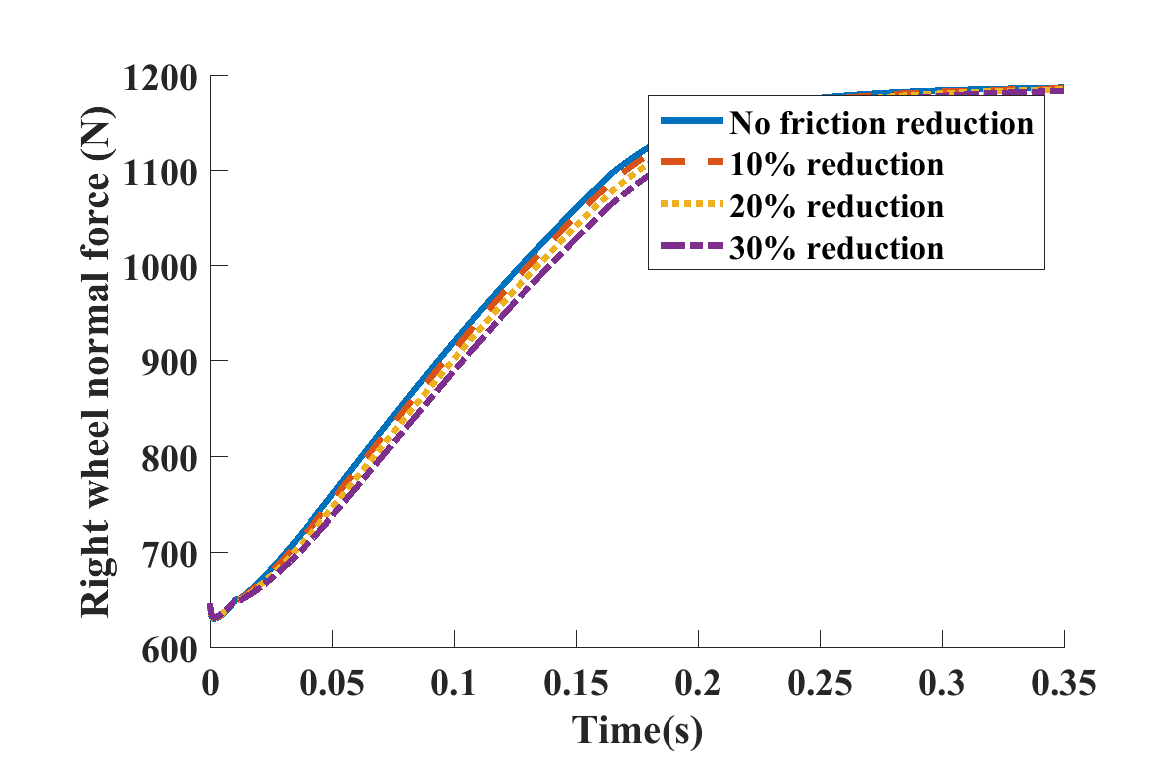 1200
1100
1000
900
800
700
600
Right wheel normal force (N)
No friction reduction
10% reduction
20% reduction
30% reduction
0 0.05 0.1 0.15 0.2 0.25 0.3 0.35
Time(s)